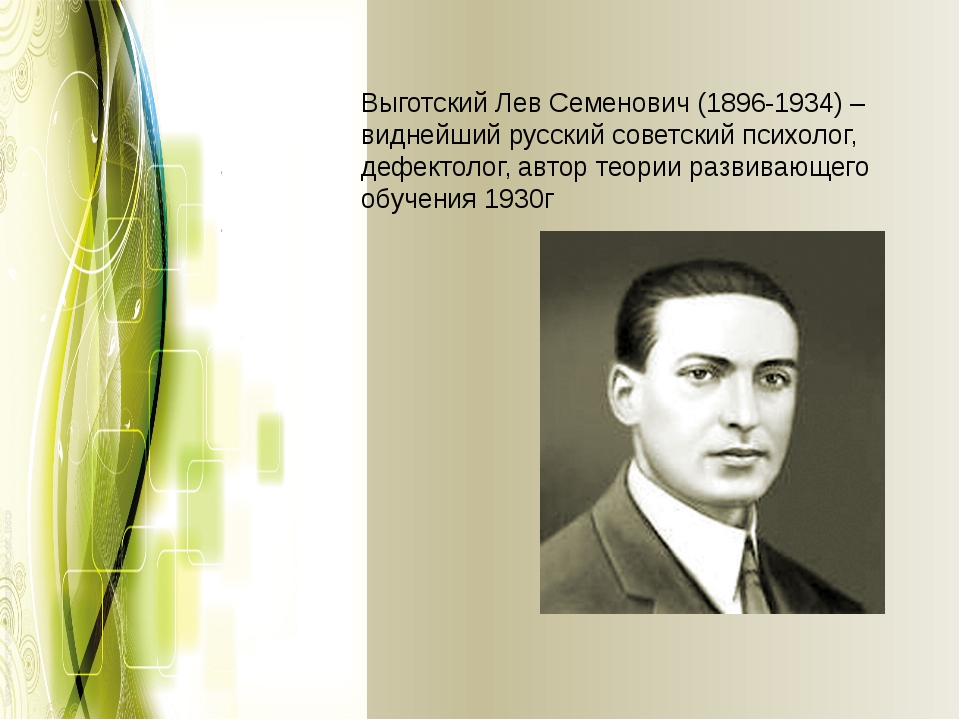 Выготский Лев Семенович (1896-1934) –
виднейший русский советский психолог,
дефектолог, автор теории развивающего
обучения 1930г